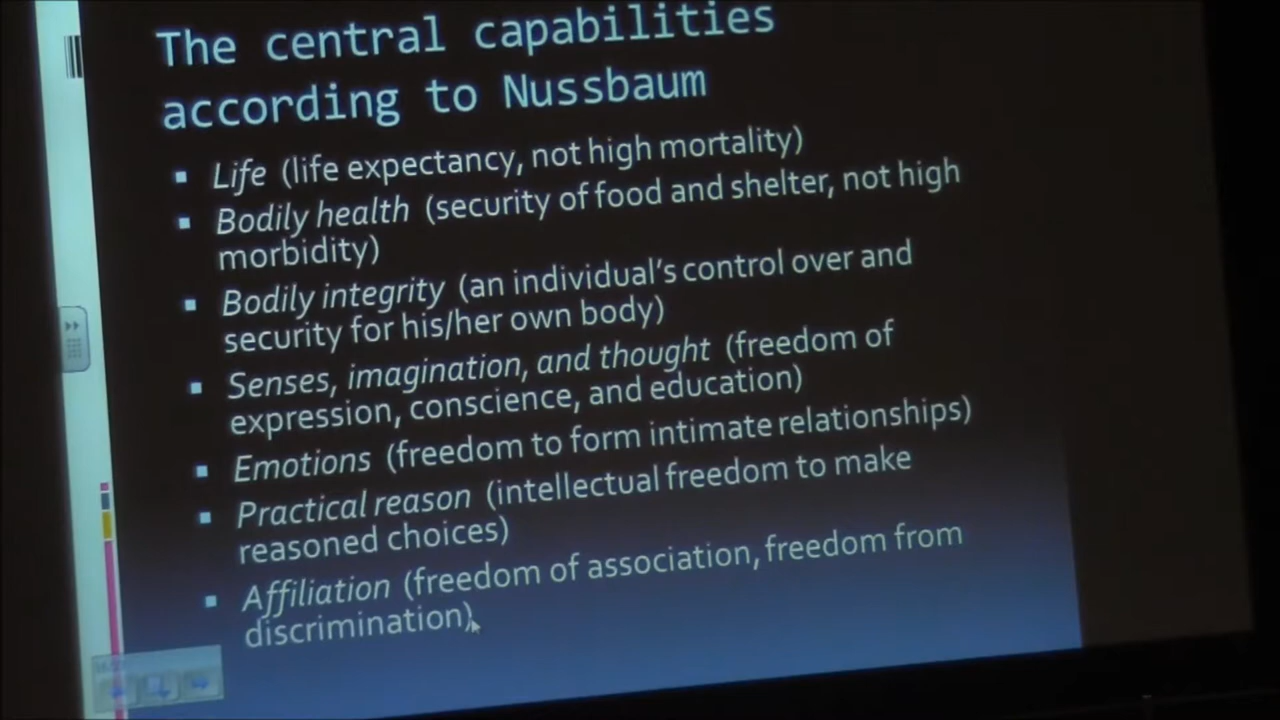 The central capabilities
according to Nussbaum
▪ Life (life expectancy, not high mortality)
▪ Bodily health (security of food and shelter, not high
morbidity)
▪ Bodily integrity (an individual's control over and
security for his/her own body)
▪ Senses, imagination, and thought (freedom of
expression, conscience, and education)
▪ Emotions (freedom to form intimate relationships)
▪ Practical reason (intellectual freedom to make
reasoned choices)
▪ Affiliation (freedom of association, freedom from
discrimination)